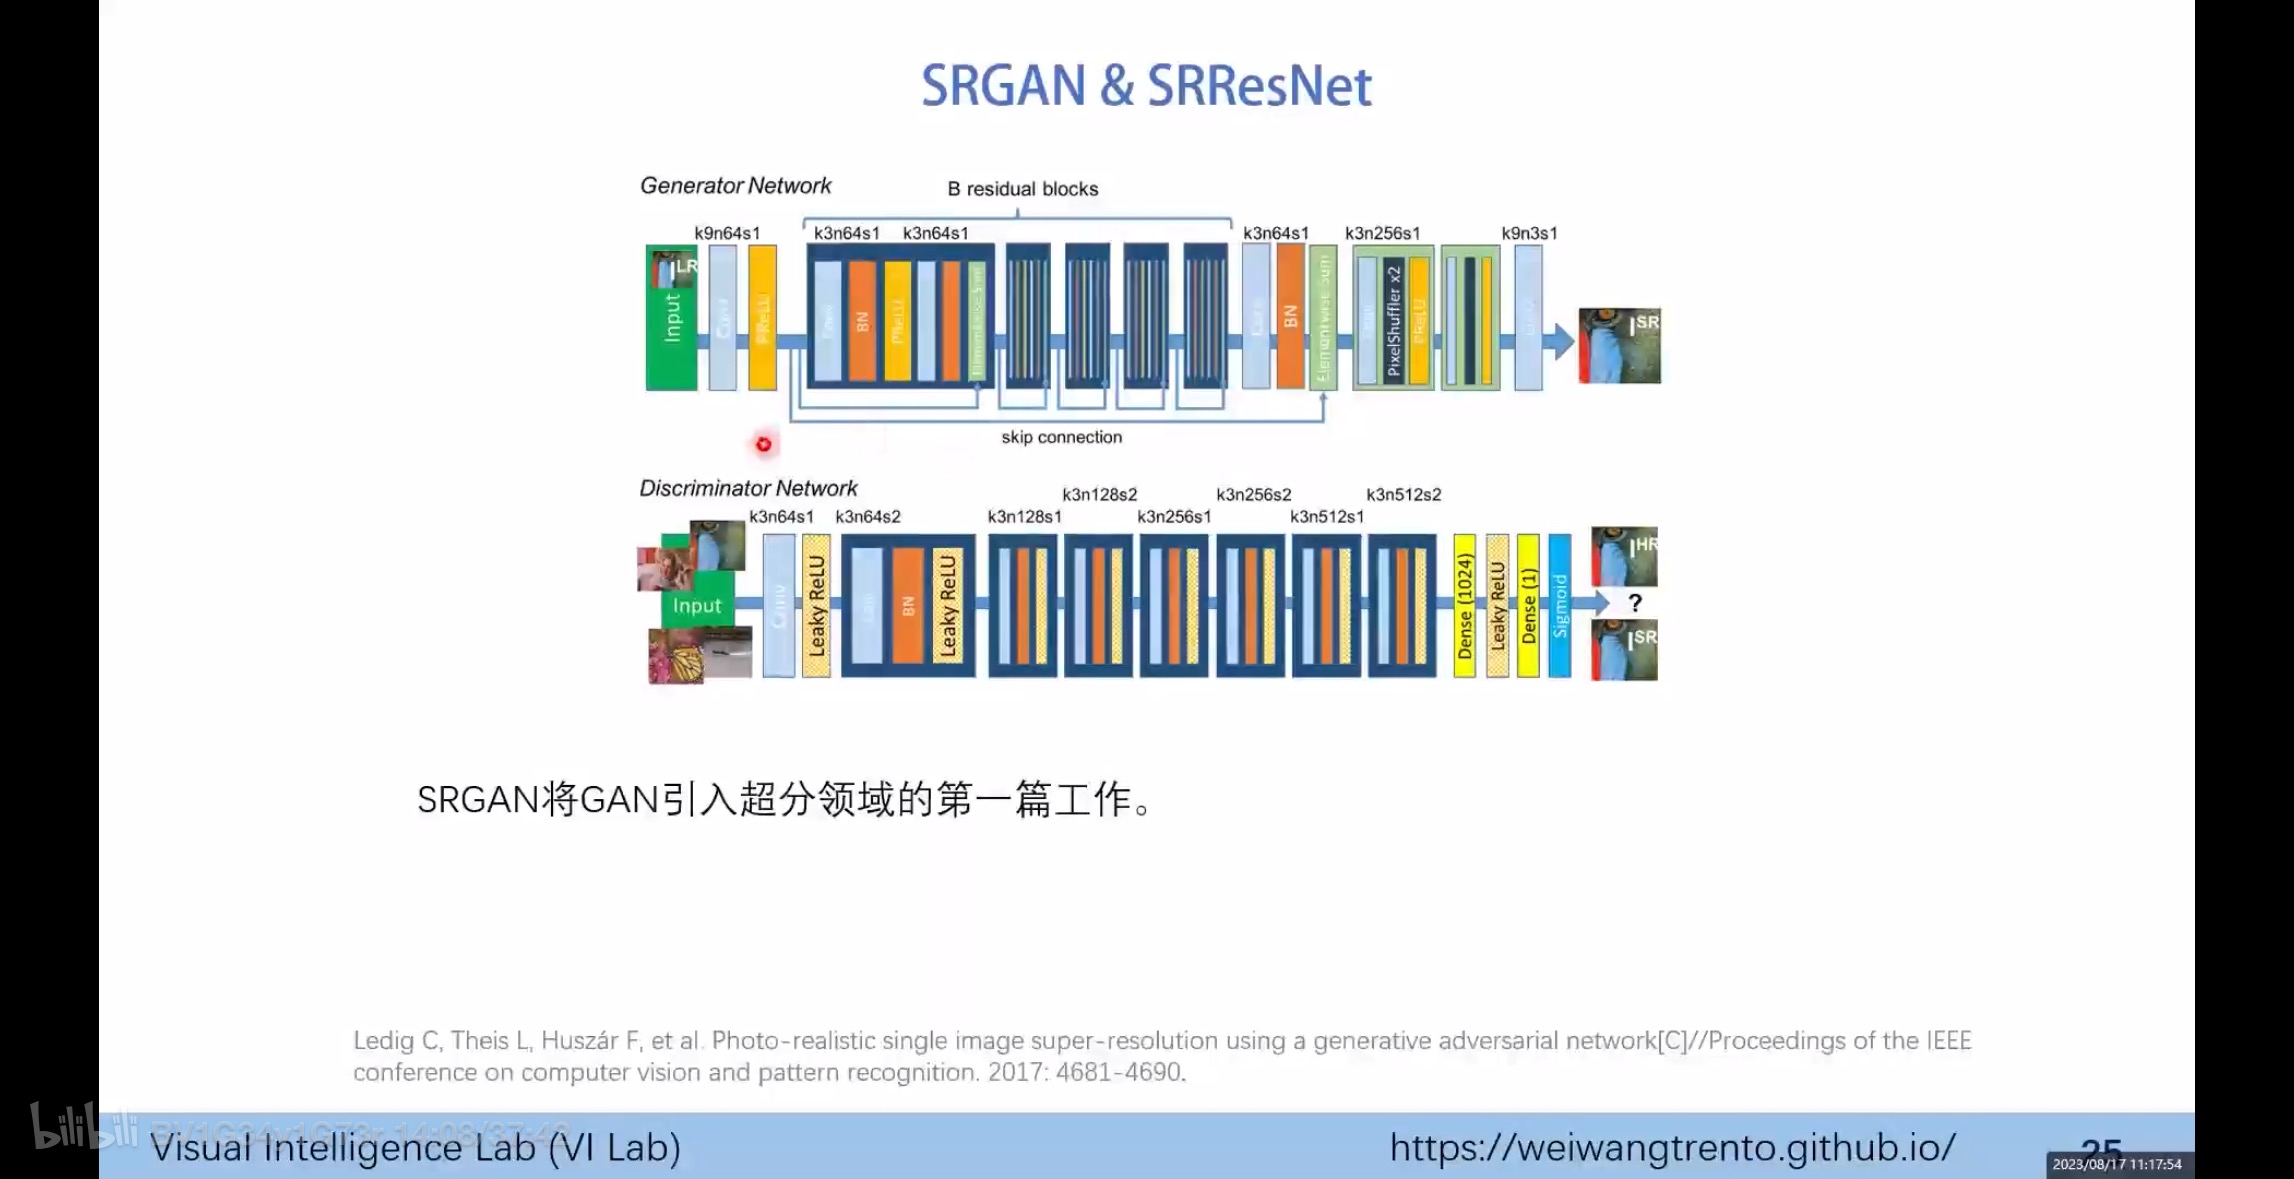 SRGAN & SRResNet
Generator Network
B residual blocks
k9n64s1 k3n64s1 k3n64s1 k3n64s1 k3n256s1 k9n3s1
I^LR Input Conv PReLU Conv BN PReLU Elementwise Sum Conv BN Elementwise Sum Conv PixelShuffler x2 PReLU Conv I^SR
skip connection
Discriminator Network
k3n128s2 k3n256s2 k3n512s2
k3n64s1 k3n64s2 k3n128s1 k3n256s1 k3n512s1
Input Conv Leaky ReLU Conv BN Leaky ReLU Dense (1024) Leaky ReLU Dense (1) Sigmoid I^HR ? I^SR
SRGAN将GAN引入超分领域的第一篇工作。
Ledig C, Theis L, Huszár F, et al. Photo-realistic single image super-resolution using a generative adversarial network[C]//Proceedings of the IEEE
conference on computer vision and pattern recognition. 2017: 4681-4690.
bilibili
Visual Intelligence Lab (VI Lab) https://weiwangtrento.github.io/ 25
2023/08/17 11:17:54